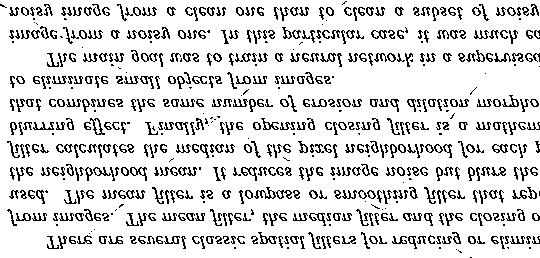 There are several classic spatial filters for reducing or elimin
from images. The mean filter, the median filter and the closing o
used. The mean filter is a lowpass or smoothing filter that rep
the neighborhood mean. It reduces the image noise but blurs the
filter calculates the median of the pixel neighborhood for each p
blurring effect. Finally, the opening closing filter is a mathem
that combines the same number of erosion and dilation morpho
to eliminate small objects from images.
The main goal was to train a neural network in a supervised
image from a noisy one. In this particular case, it was much ea
noisy image from a clean one than to clean a subset of noisy